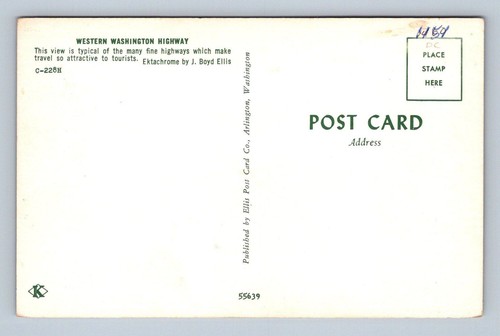 WESTERN WASHINGTON HIGHWAY
This view is typical of the many fine highways which make
travel so attractive to tourists. Ektachrome by J. Boyd Ellis
C-228H
Published by Ellis Post Card Co., Arlington, Washington
PLACE
STAMP
HERE
POST CARD
Address
K
55639